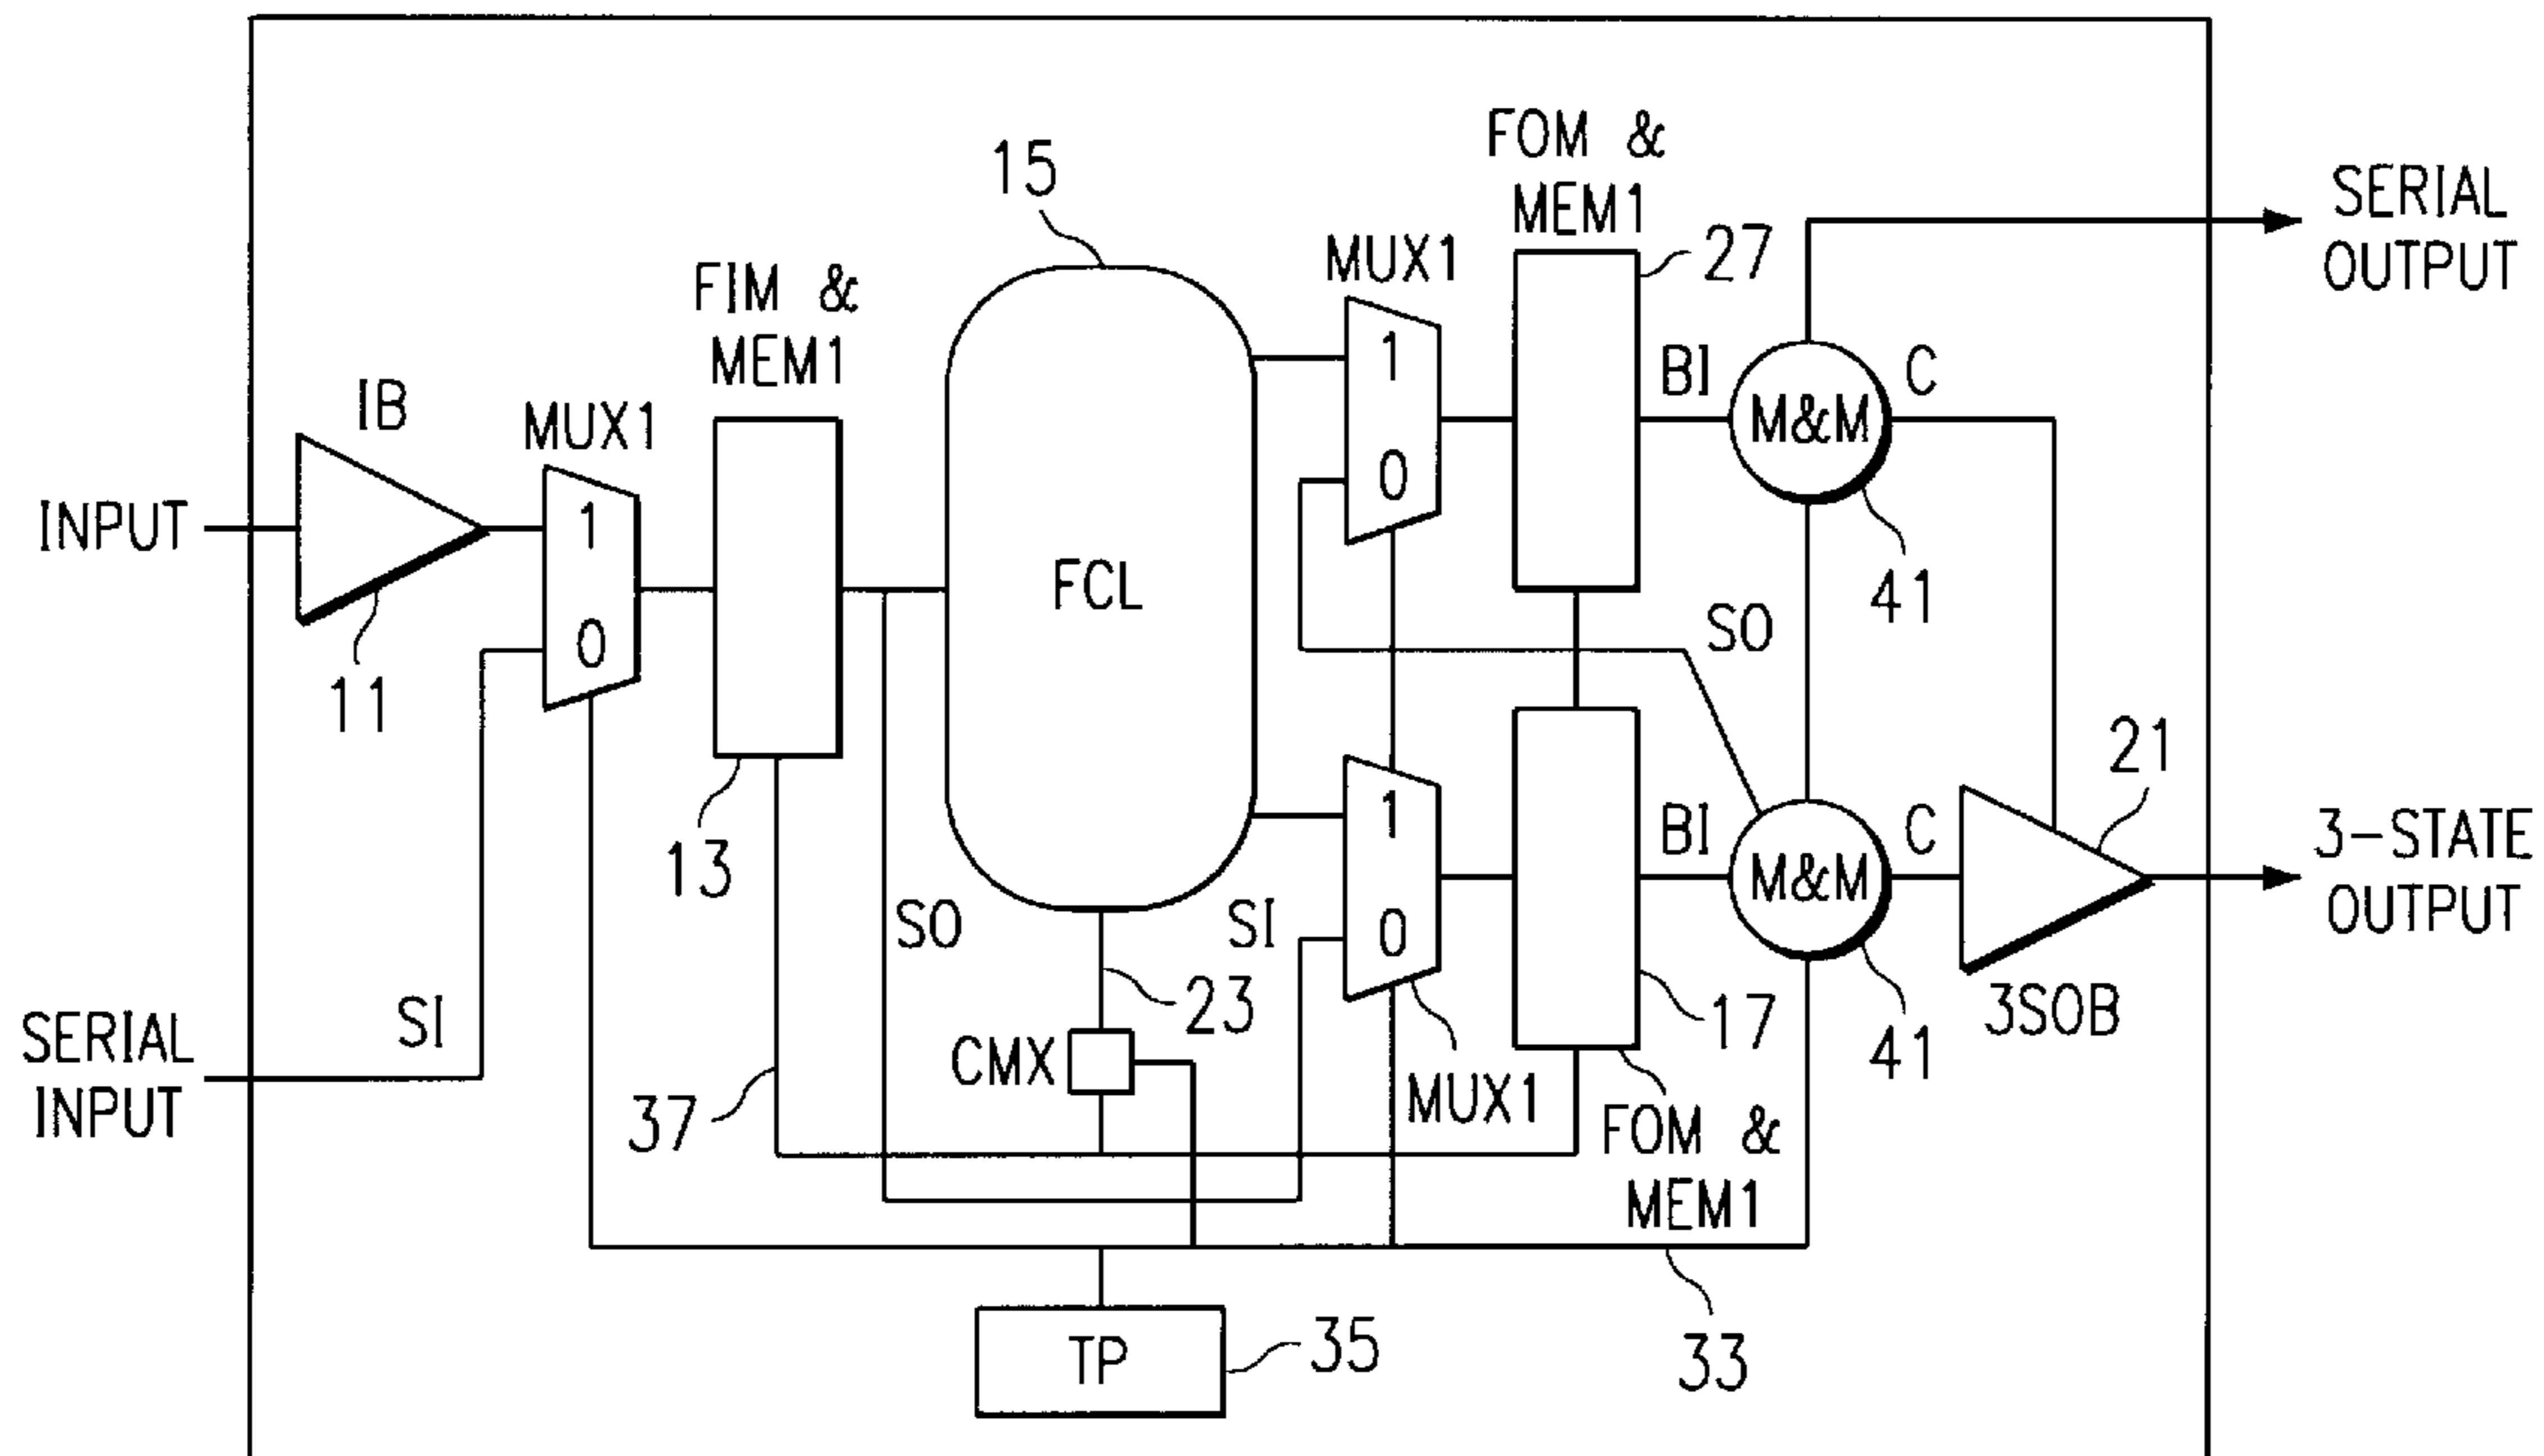 15
FOM &
MEM1
27
SERIAL
OUTPUT
MUX1
FIM &
MEM1
1
BI
C
M&M
IB
MUX1
0
INPUT
1
FCL
41
SO
0
11
13
21
1
BI
C
M&M
3-STATE
OUTPUT
SO
SI
0
23
17
3SOB
41
SERIAL
INPUT
SI
CMX
37
MUX1
FOM &
MEM1
TP
35
33